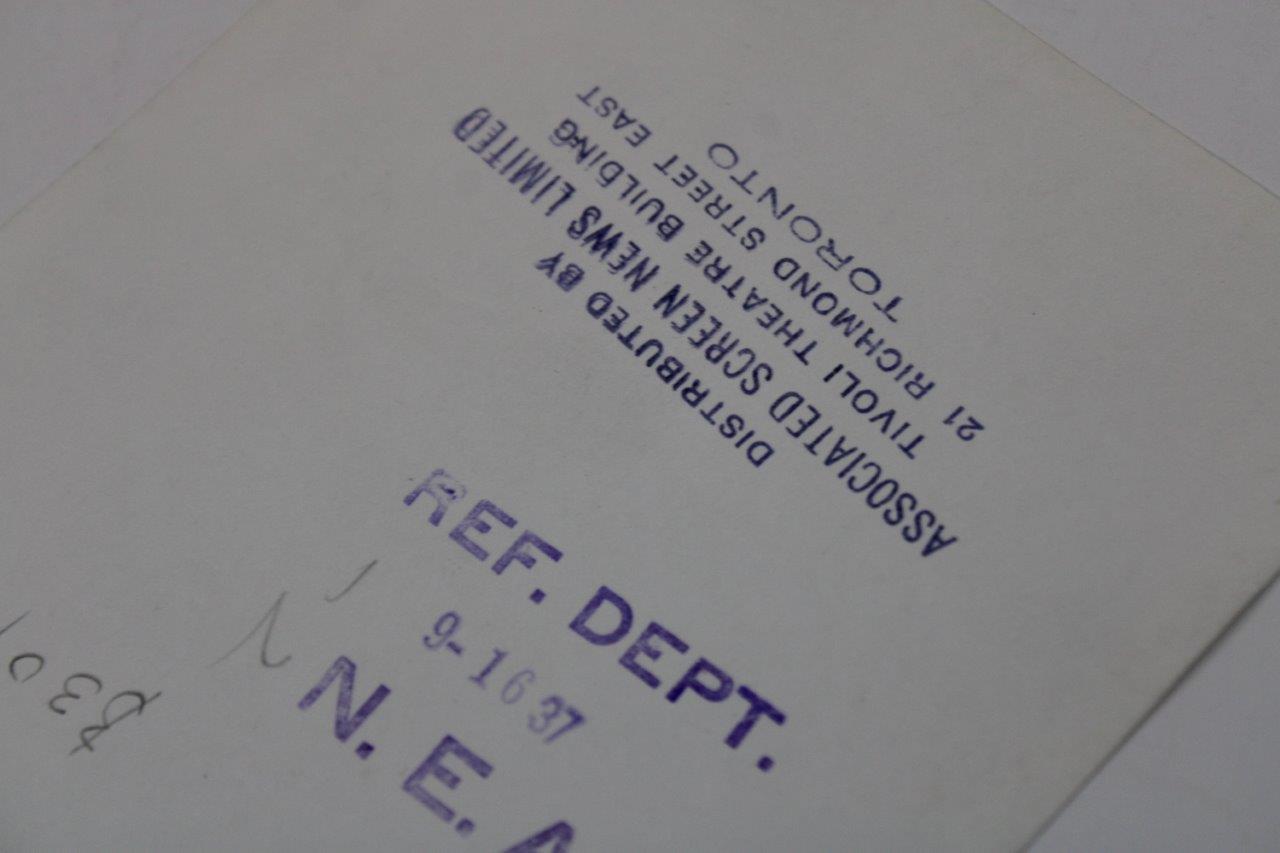 DISTRIBUTED BY
ASSOCIATED SCREEN NEWS LIMITED
TIVOLI THEATRE BUILDING
21 RICHMOND STREET EAST
TORONTO
REF. DEPT.
9-16 37
N. E. A